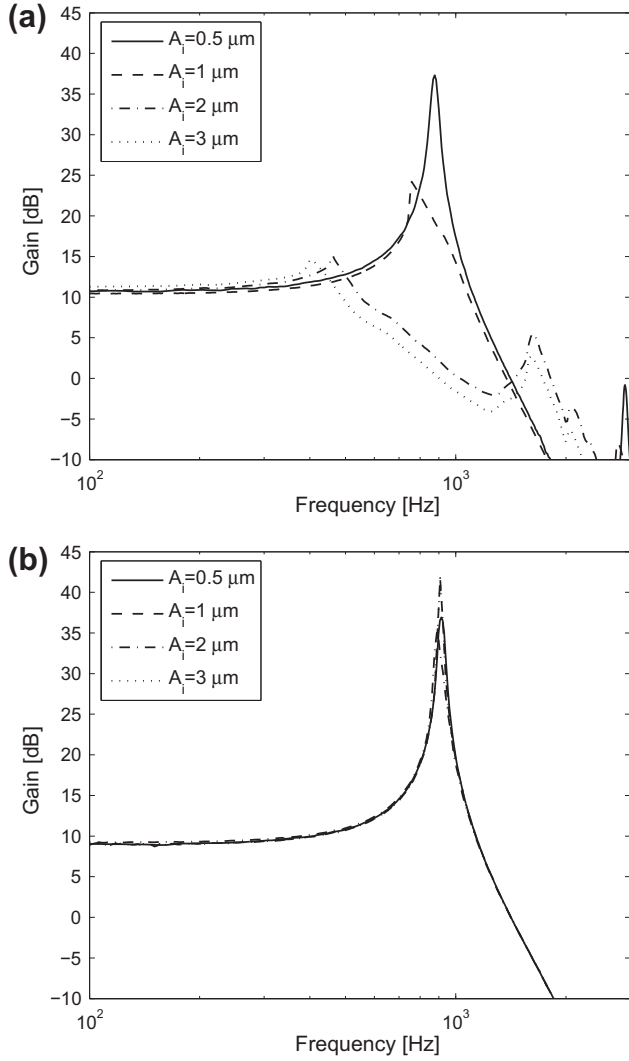 (a)
A_i=0.5 μm
A_i=1 μm
A_i=2 μm
A_i=3 μm
45
40
35
30
25
20
15
10
5
0
−5
−10
Gain [dB]
10^2
10^3
Frequency [Hz]
(b)
A_i=0.5 μm
A_i=1 μm
A_i=2 μm
A_i=3 μm
45
40
35
30
25
20
15
10
5
0
−5
−10
Gain [dB]
10^2
10^3
Frequency [Hz]